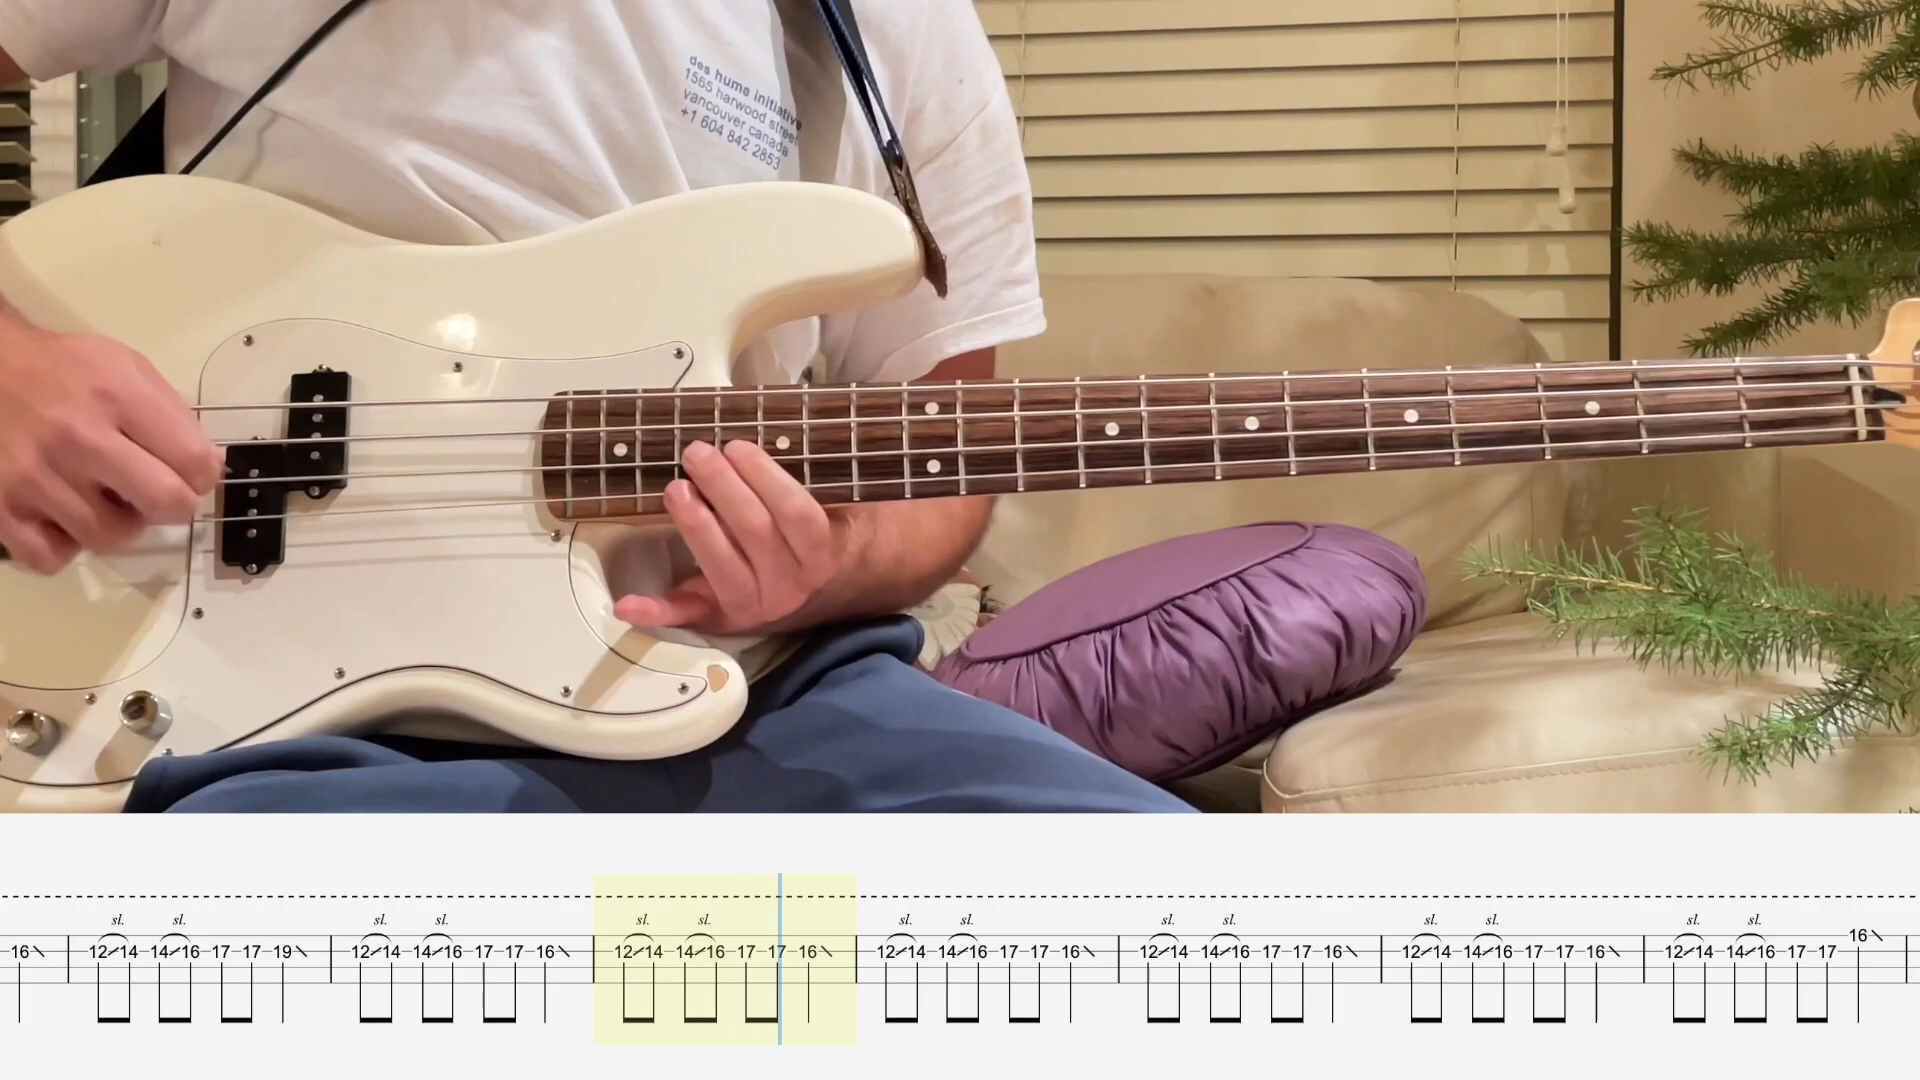 des hume initiative
1565 harwood street
vancouver canada
+1 604 842 2853
sl. sl. sl. sl. sl. sl. sl. sl. sl. sl. sl. sl. sl. sl.
16
16 12 14 14 16 17 17 19 12 14 14 16 17 17 16 12 14 14 16 17 17 16 12 14 14 16 17 17 16 12 14 14 16 17 17 16 12 14 14 16 17 17 16 12 14 14 16 17 17